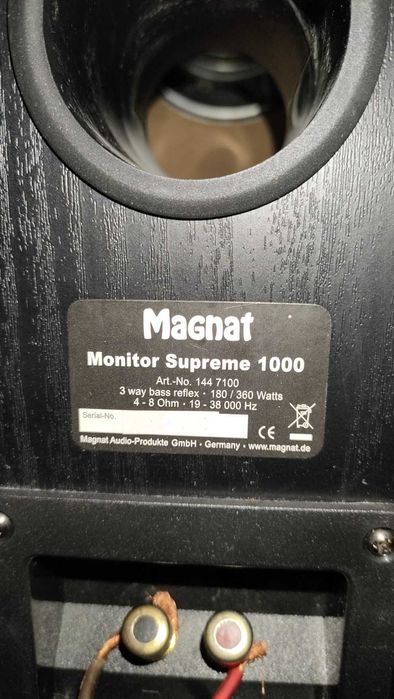 Magnat
Monitor Supreme 1000
Art.-No. 144 7100
3 way bass reflex · 180 / 360 Watts
4 - 8 Ohm · 19 - 38 000 Hz
Serial-No.
CE
Magnat Audio-Produkte GmbH · Germany · www.magnat.de